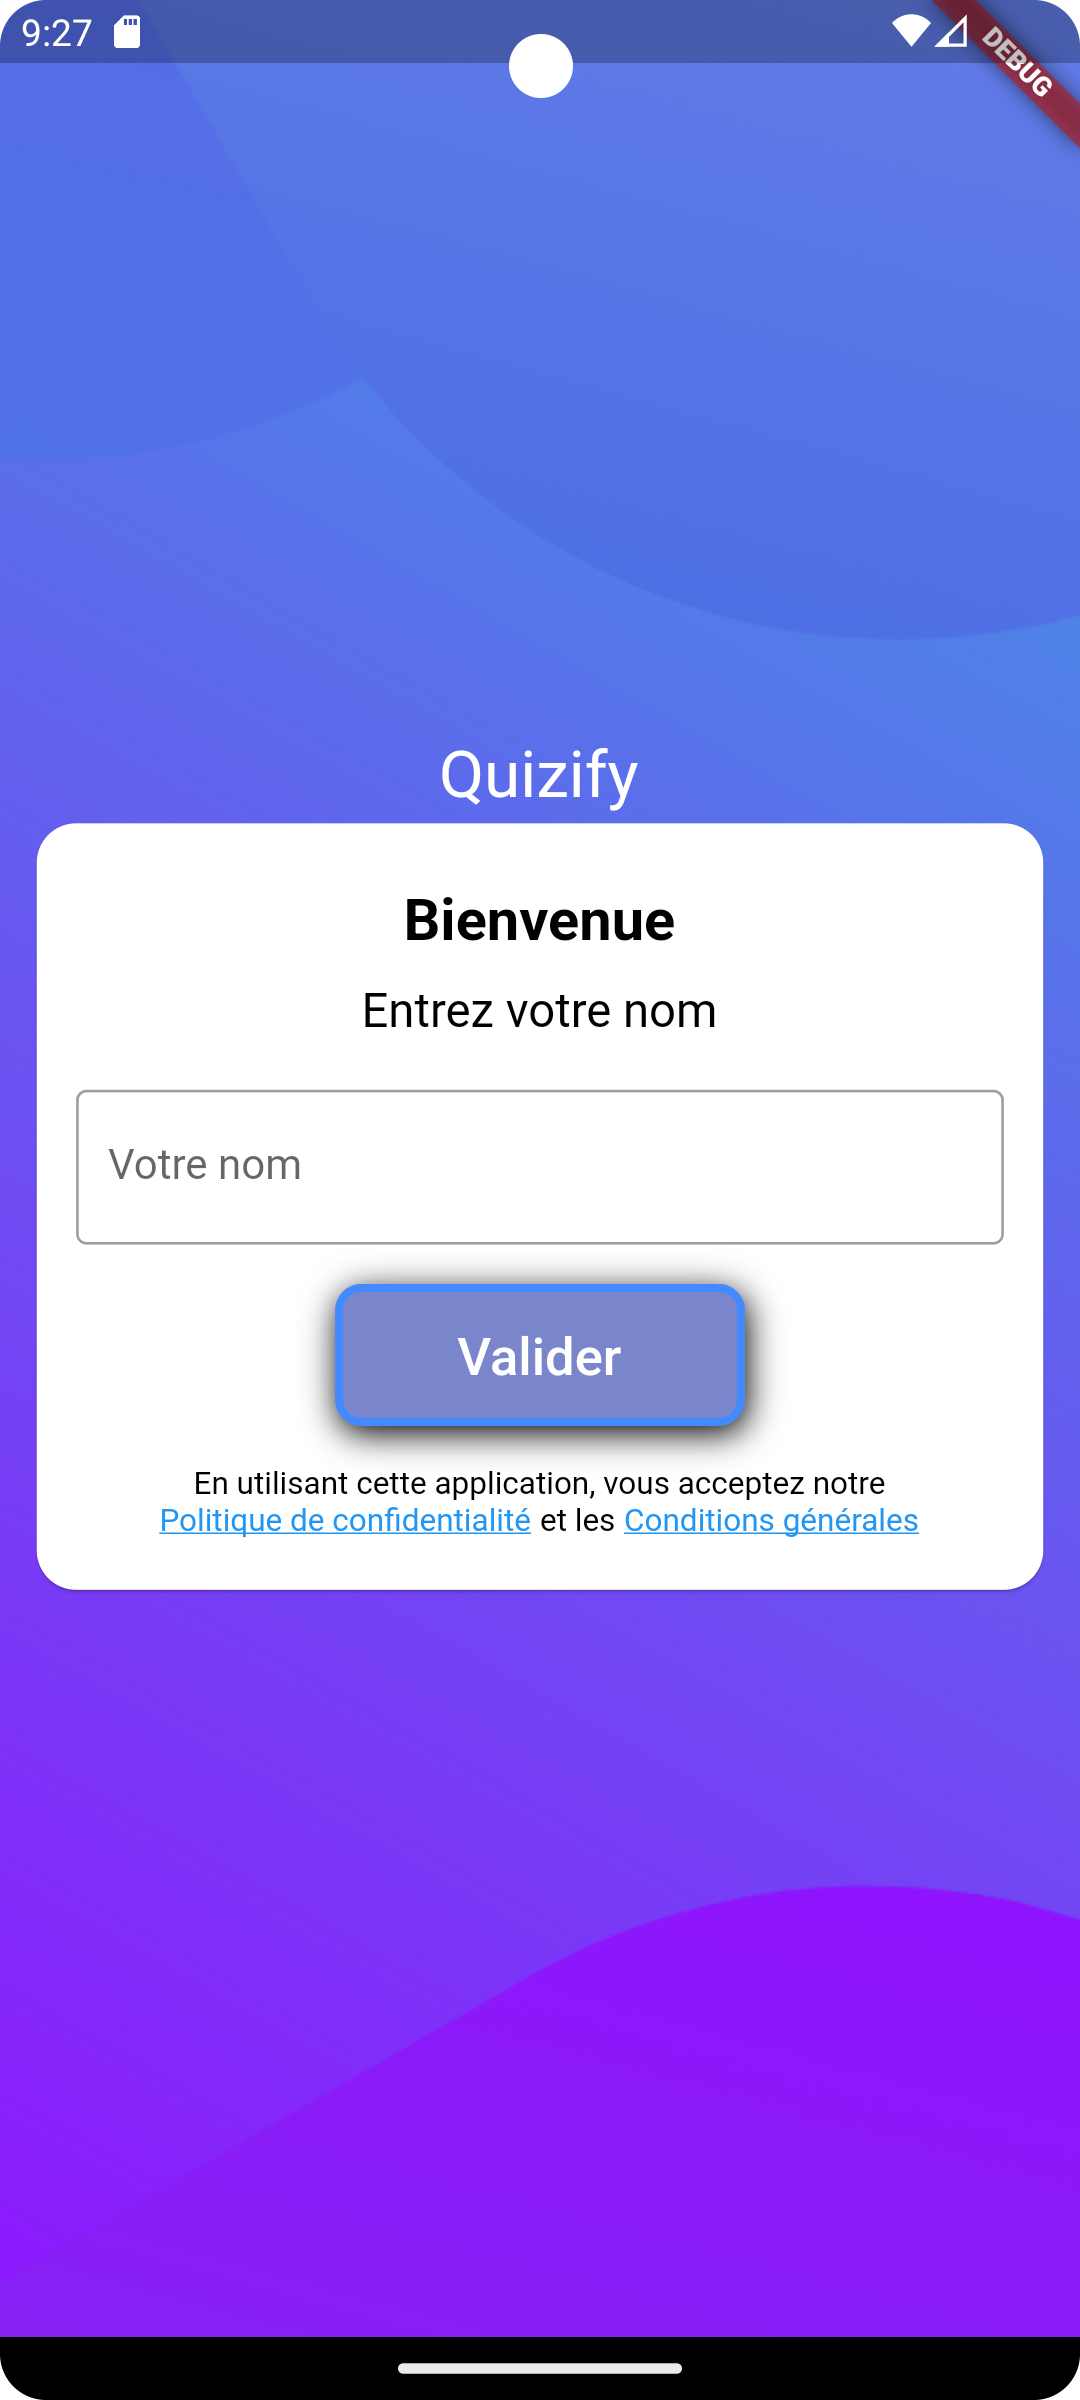 9:27
DEBUG
Quizify
Bienvenue
Entrez votre nom
Votre nom
Valider
En utilisant cette application, vous acceptez notre
Politique de confidentialité et les Conditions générales